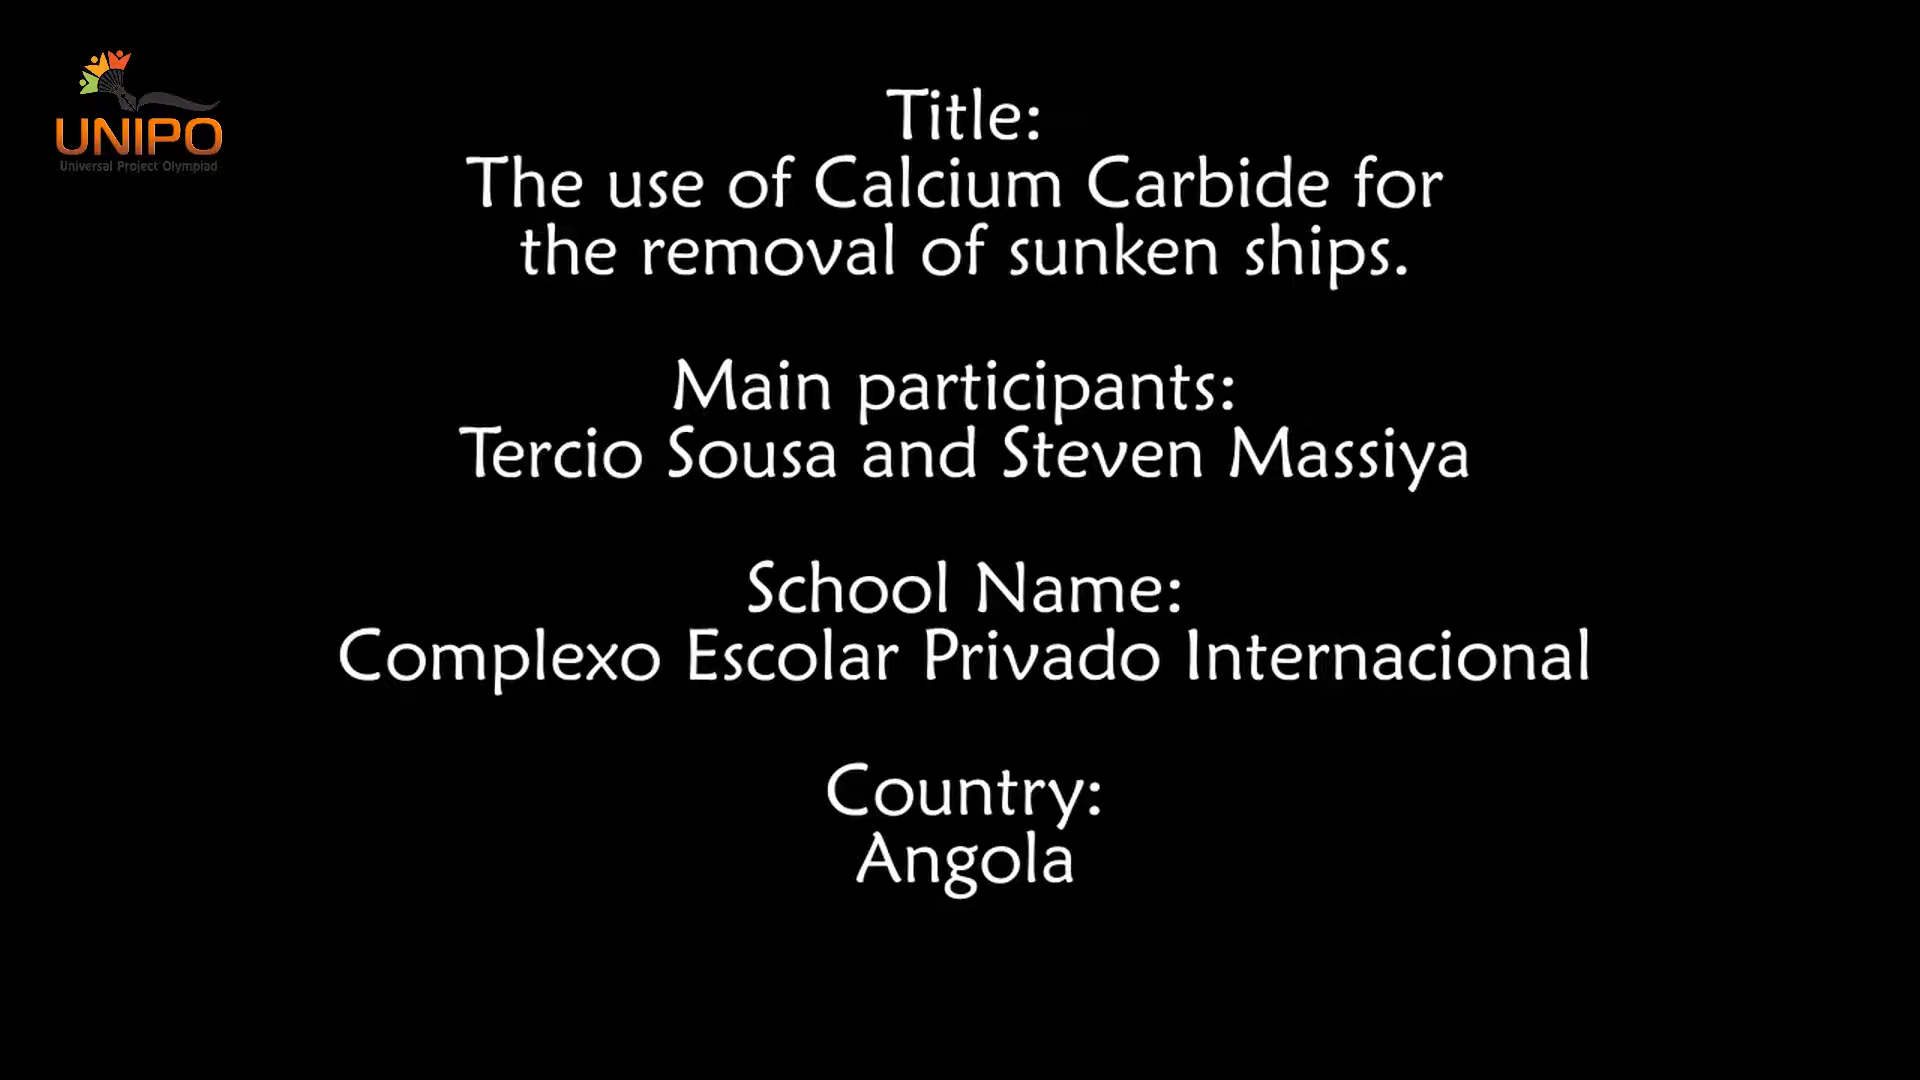 UNIPO
Universal Project Olympiad
Title:
The use of Calcium Carbide for
the removal of sunken ships.
Main participants:
Tercio Sousa and Steven Massiya
School Name:
Complexo Escolar Privado Internacional
Country:
Angola